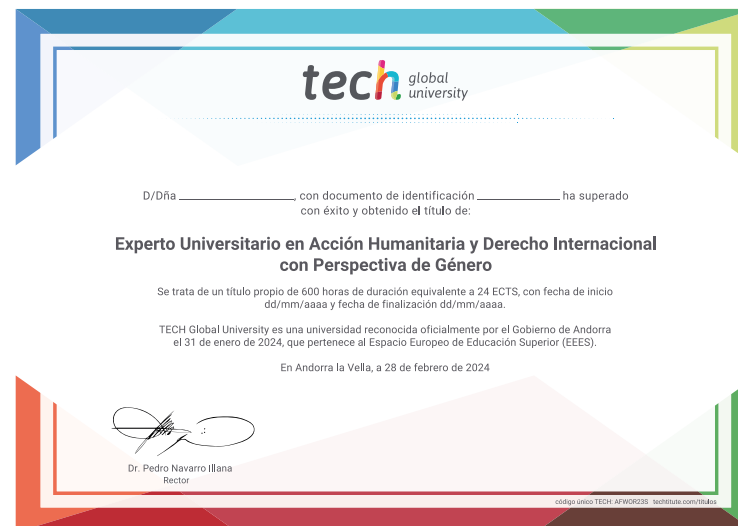 tech global university
D/Dña ____________________, con documento de identificación ______________ ha superado
con éxito y obtenido el título de:
Experto Universitario en Acción Humanitaria y Derecho Internacional
con Perspectiva de Género
Se trata de un título propio de 600 horas de duración equivalente a 24 ECTS, con fecha de inicio
dd/mm/aaaa y fecha de finalización dd/mm/aaaa.
TECH Global University es una universidad reconocida oficialmente por el Gobierno de Andorra
el 31 de enero de 2024, que pertenece al Espacio Europeo de Educación Superior (EEES).
En Andorra la Vella, a 28 de febrero de 2024
Dr. Pedro Navarro Illana
Rector
código único TECH: AFWOR23S techtitute.com/titulos